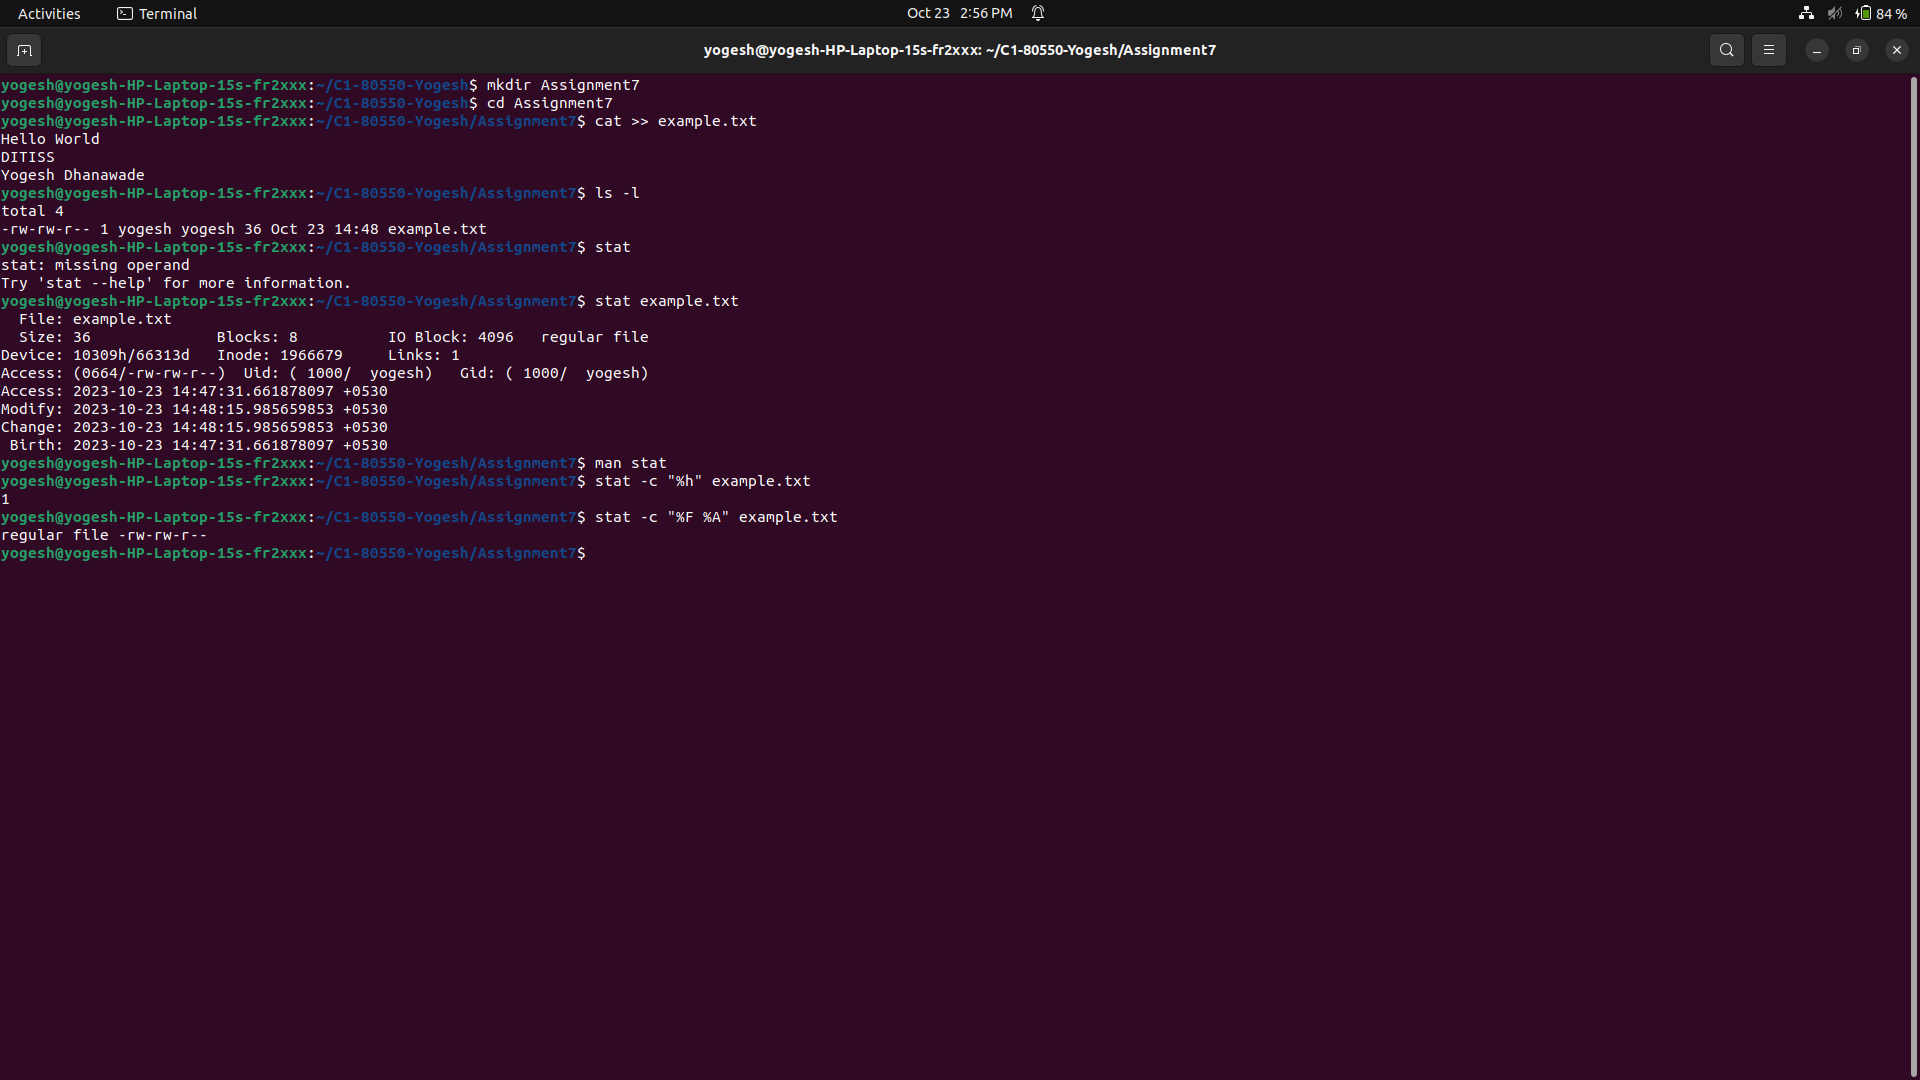 Activities Terminal Oct 23 2:56 PM 84 %
yogesh@yogesh-HP-Laptop-15s-fr2xxx: ~/C1-80550-Yogesh/Assignment7
yogesh@yogesh-HP-Laptop-15s-fr2xxx:~/C1-80550-Yogesh$ mkdir Assignment7
yogesh@yogesh-HP-Laptop-15s-fr2xxx:~/C1-80550-Yogesh$ cd Assignment7
yogesh@yogesh-HP-Laptop-15s-fr2xxx:~/C1-80550-Yogesh/Assignment7$ cat >> example.txt
Hello World
DITISS
Yogesh Dhanawade
yogesh@yogesh-HP-Laptop-15s-fr2xxx:~/C1-80550-Yogesh/Assignment7$ ls -l
total 4
-rw-rw-r-- 1 yogesh yogesh 36 Oct 23 14:48 example.txt
yogesh@yogesh-HP-Laptop-15s-fr2xxx:~/C1-80550-Yogesh/Assignment7$ stat
stat: missing operand
Try 'stat --help' for more information.
yogesh@yogesh-HP-Laptop-15s-fr2xxx:~/C1-80550-Yogesh/Assignment7$ stat example.txt
  File: example.txt
  Size: 36              Blocks: 8          IO Block: 4096   regular file
Device: 10309h/66313d   Inode: 1966679     Links: 1
Access: (0664/-rw-rw-r--)  Uid: ( 1000/  yogesh)   Gid: ( 1000/  yogesh)
Access: 2023-10-23 14:47:31.661878097 +0530
Modify: 2023-10-23 14:48:15.985659853 +0530
Change: 2023-10-23 14:48:15.985659853 +0530
 Birth: 2023-10-23 14:47:31.661878097 +0530
yogesh@yogesh-HP-Laptop-15s-fr2xxx:~/C1-80550-Yogesh/Assignment7$ man stat
yogesh@yogesh-HP-Laptop-15s-fr2xxx:~/C1-80550-Yogesh/Assignment7$ stat -c "%h" example.txt
1
yogesh@yogesh-HP-Laptop-15s-fr2xxx:~/C1-80550-Yogesh/Assignment7$ stat -c "%F %A" example.txt
regular file -rw-rw-r--
yogesh@yogesh-HP-Laptop-15s-fr2xxx:~/C1-80550-Yogesh/Assignment7$